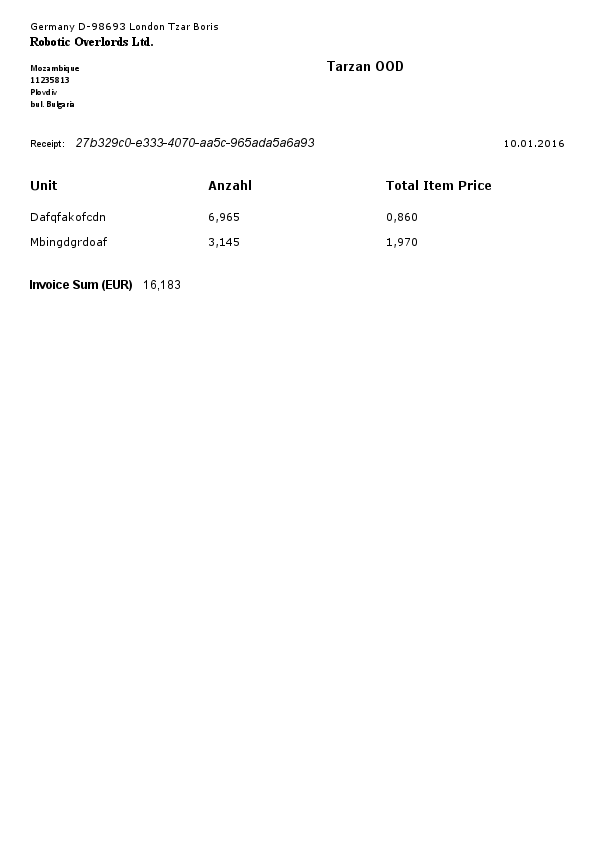 Germany D-98693 London Tzar Boris
Robotic Overlords Ltd.
Tarzan OOD
Mozambique
11235813
Plovdiv
bul. Bulgaria
Receipt: 27b329c0-e333-4070-aa5c-965ada5a6a93 10.01.2016
Unit Anzahl Total Item Price
Dafqfakofcdn 6,965 0,860
Mbingdgrdoaf 3,145 1,970
Invoice Sum (EUR) 16,183